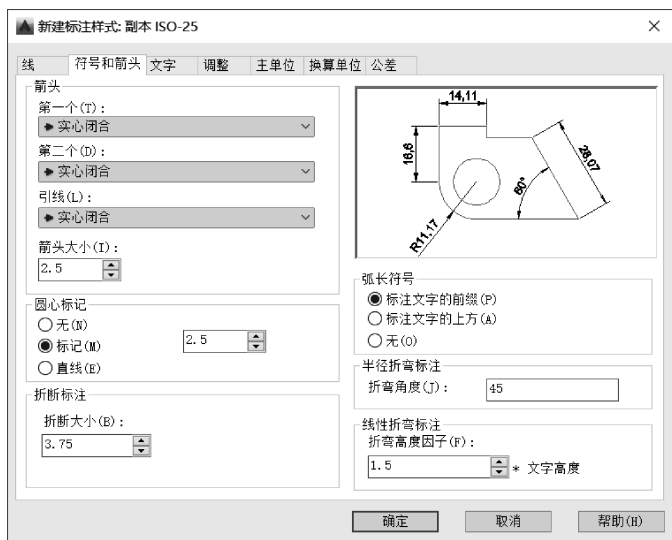 新建标注样式: 副本 ISO-25
线 符号和箭头 文字 调整 主单位 换算单位 公差
箭头
第一个(T):
实心闭合
第二个(D):
实心闭合
引线(L):
实心闭合
箭头大小(I):
2.5
圆心标记
无(N)
标记(M)
2.5
直线(E)
折断标注
折断大小(B):
3.75
14,11
16,6
28,07
60°
R11,17
弧长符号
标注文字的前缀(P)
标注文字的上方(A)
无(O)
半径折弯标注
折弯角度(J): 45
线性折弯标注
折弯高度因子(F):
1.5 * 文字高度
确定 取消 帮助(H)